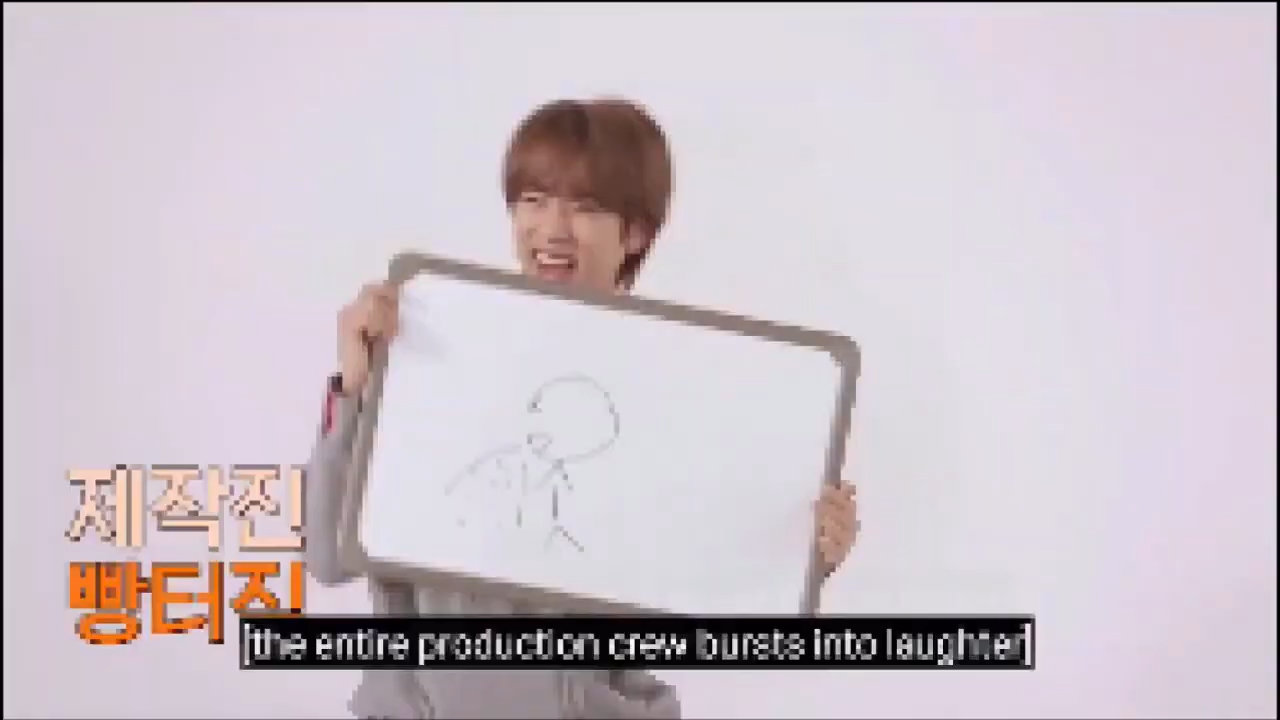 제작진
빵터짐
[the entire production crew bursts into laughter]